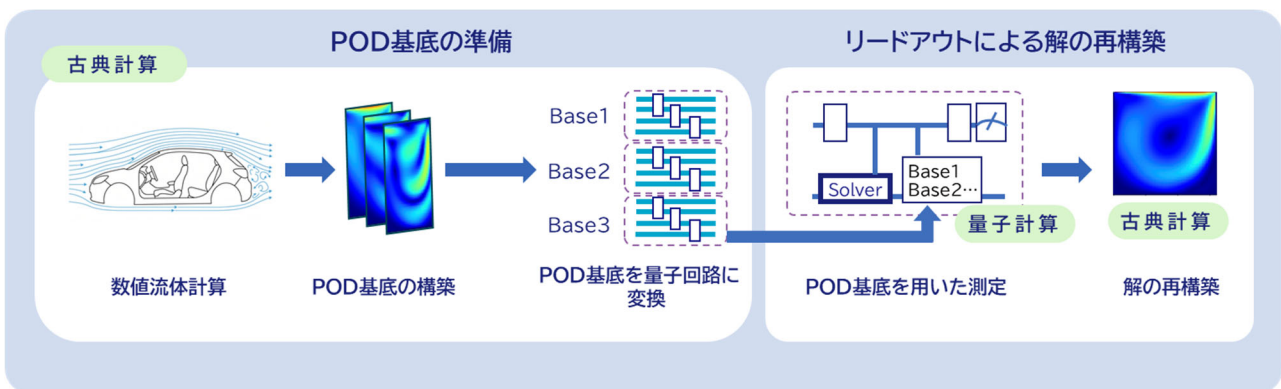 POD基底の準備
古典計算
数値流体計算
POD基底の構築
Base1
Base2
Base3
POD基底を量子回路に
変換
リードアウトによる解の再構築
Solver
Base1
Base2…
量子計算
POD基底を用いた測定
古典計算
解の再構築